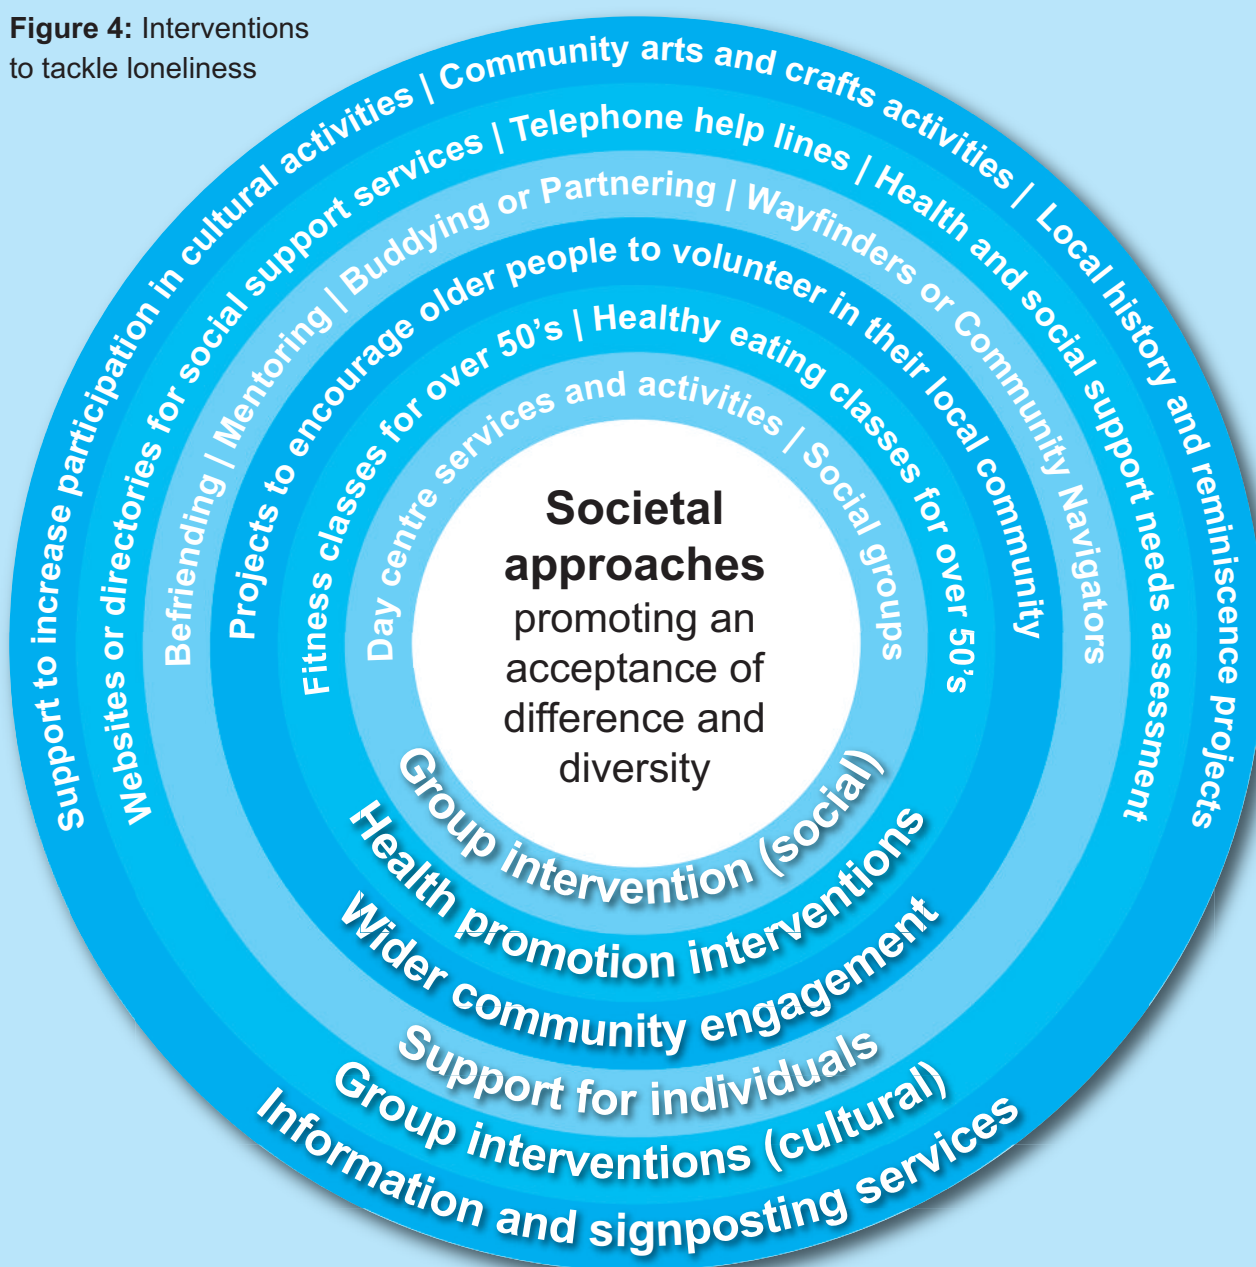 Figure 4: Interventions
to tackle loneliness
Support to increase participation in cultural activities | Community arts and crafts activities | Local history and reminiscence projects
Websites or directories for social support services | Telephone help lines | Health and social support needs assessment
Befriending | Mentoring | Buddying or Partnering | Wayfinders or Community Navigators
Projects to encourage older people to volunteer in their local community
Fitness classes for over 50's | Healthy eating classes for over 50's
Day centre services and activities | Social groups
Societal
approaches
promoting an
acceptance of
difference and
diversity
Group intervention (social)
Health promotion interventions
Wider community engagement
Support for individuals
Group interventions (cultural)
Information and signposting services